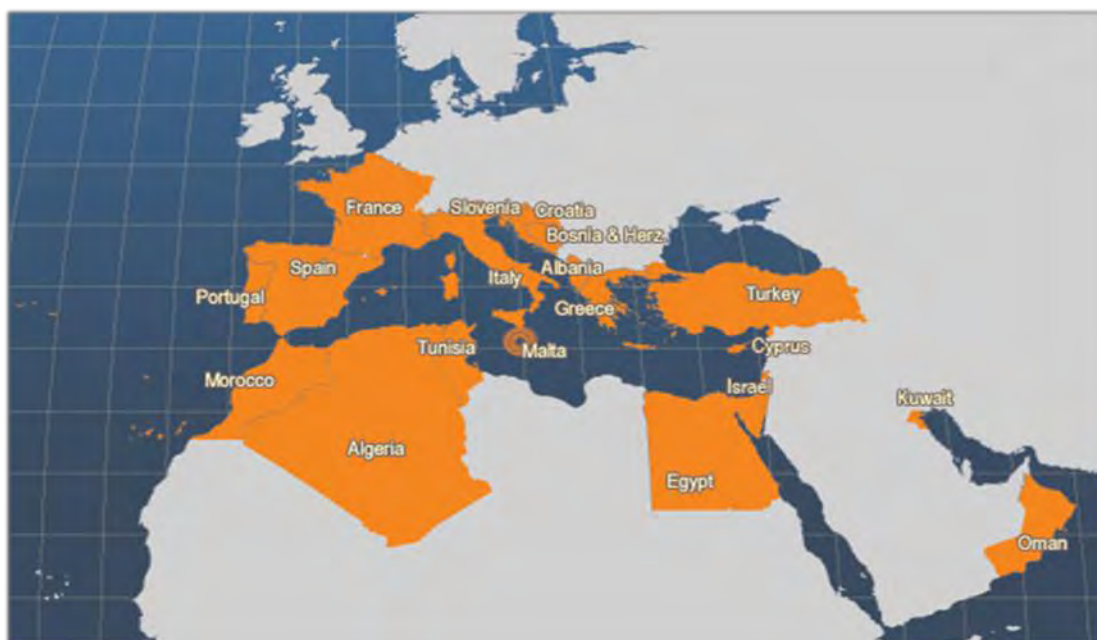 France
Slovenia
Croatia
Bosnia & Herz.
Spain
Italy
Albania
Portugal
Greece
Turkey
Tunisia
Malta
Cyprus
Morocco
Israel
Kuwait
Algeria
Egypt
Oman